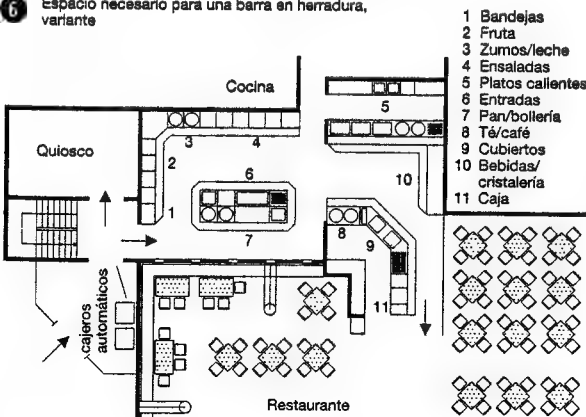 6 Espacio necesario para una barra en herradura,
variante
1 Bandejas
2 Fruta
3 Zumos/leche
4 Ensaladas
5 Platos calientes
6 Entradas
7 Pan/bollería
8 Té/café
9 Cubiertos
10 Bebidas/
cristalería
11 Caja
Cocina
5
3
4
Quiosco
2
6
10
1
7
8
9
cajeros
automáticos
11
Restaurante